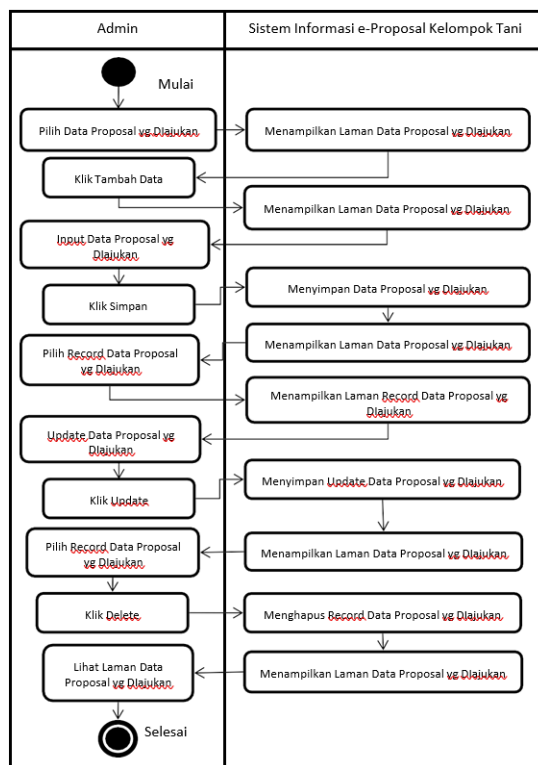 Admin
Sistem Informasi e-Proposal Kelompok Tani
Mulai
Pilih Data Proposal yg DIajukan
Menampilkan Laman Data Proposal yg DIajukan
Klik Tambah Data
Menampilkan Laman Data Proposal yg DIajukan
Input Data Proposal yg
DIajukan
Klik Simpan
Menyimpan Data Proposal yg DIajukan
Menampilkan Laman Data Proposal yg DIajukan
Pilih Record Data Proposal
yg DIajukan
Menampilkan Laman Record Data Proposal yg
DIajukan
Update Data Proposal yg
DIajukan
Klik Update
Menyimpan Update Data Proposal yg DIajukan
Menampilkan Laman Data Proposal yg DIajukan
Pilih Record Data Proposal
yg DIajukan
Klik Delete
Menghapus Record Data Proposal yg DIajukan
Menampilkan Laman Data Proposal yg DIajukan
Lihat Laman Data
Proposal yg DIajukan
Selesai